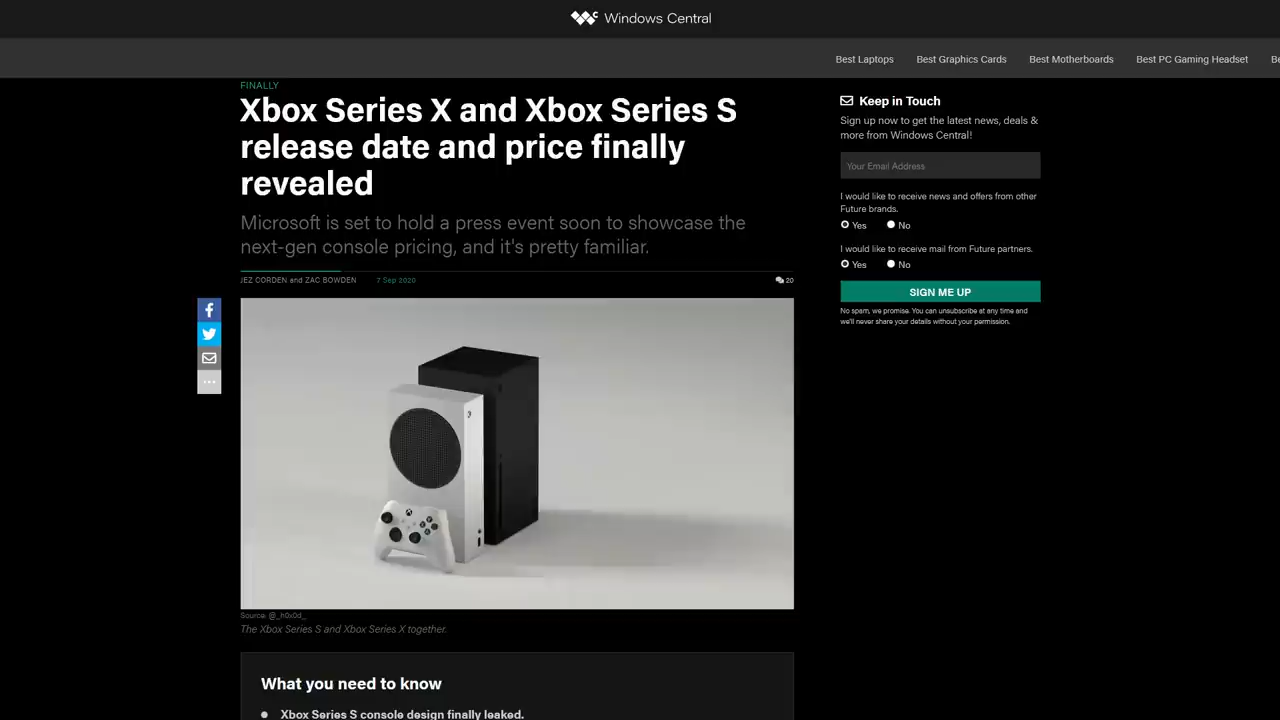 Windows Central
Best Laptops Best Graphics Cards Best Motherboards Best PC Gaming Headset
FINALLY
Xbox Series X and Xbox Series S
release date and price finally
revealed
Microsoft is set to hold a press event soon to showcase the
next-gen console pricing, and it's pretty familiar.
JEZ CORDEN and ZAC BOWDEN 7 Sep 2020 20
Source: @_h0x0d_
The Xbox Series S and Xbox Series X together.
What you need to know
Xbox Series S console design finally leaked.
Keep in Touch
Sign up now to get the latest news, deals &
more from Windows Central!
Your Email Address
I would like to receive news and offers from other
Future brands.
Yes No
I would like to receive mail from Future partners.
Yes No
SIGN ME UP
No spam, we promise. You can unsubscribe at any time and
we'll never share your details without your permission.